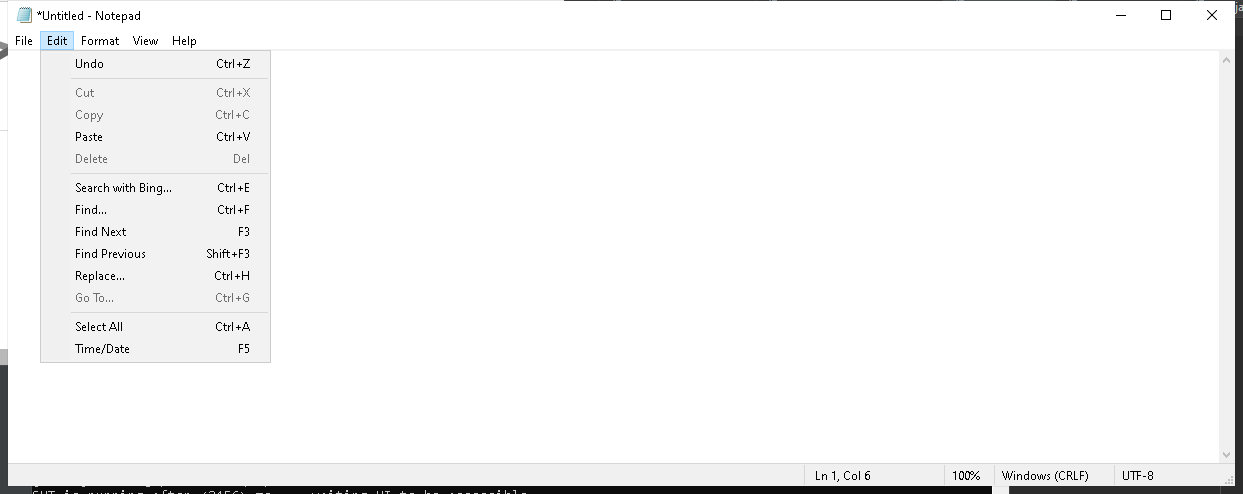 *Untitled - Notepad
File Edit Format View Help
Undo Ctrl+Z
Cut Ctrl+X
Copy Ctrl+C
Paste Ctrl+V
Delete Del
Search with Bing... Ctrl+E
Find... Ctrl+F
Find Next F3
Find Previous Shift+F3
Replace... Ctrl+H
Go To... Ctrl+G
Select All Ctrl+A
Time/Date F5
Ln 1, Col 6 100% Windows (CRLF) UTF-8